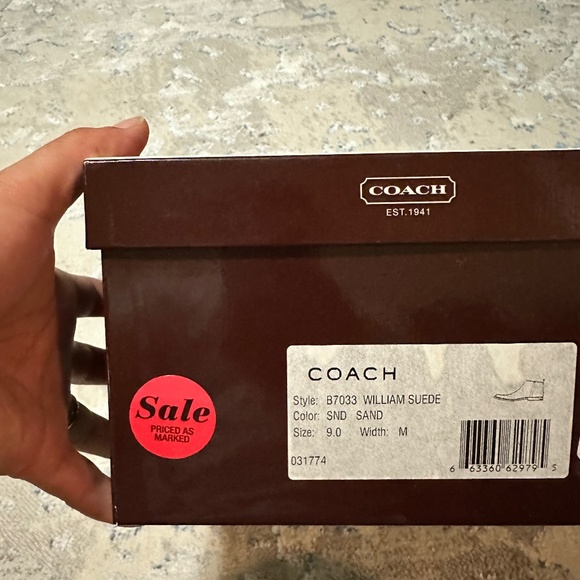 COACH
EST. 1941
COACH
Style: B7033 WILLIAM SUEDE
Color: SND SAND
Size: 9.0 Width: M
031774
6 63360 62979 5
Sale
PRICED AS
MARKED